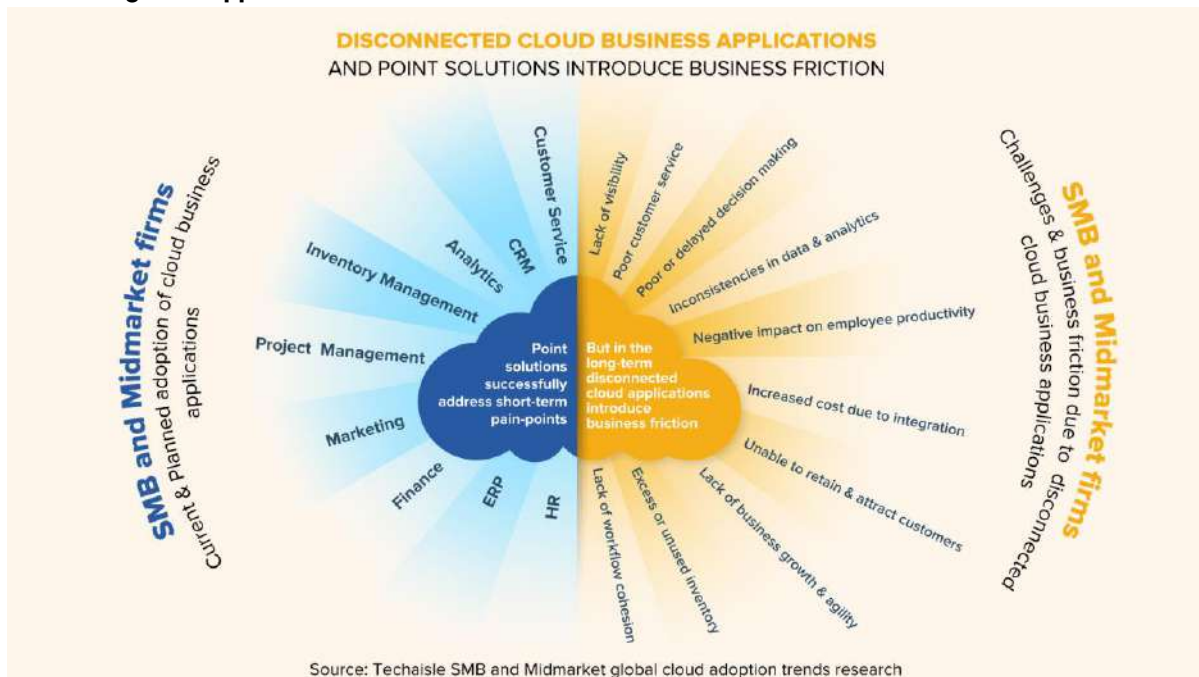 DISCONNECTED CLOUD BUSINESS APPLICATIONS
AND POINT SOLUTIONS INTRODUCE BUSINESS FRICTION
SMB and Midmarket firms
Current & Planned adoption of cloud business
applications
Customer Service
CRM
Analytics
Inventory Management
Project Management
Marketing
Finance
ERP
HR
Point
solutions
successfully
address short-term
pain-points
But in the
long-term
disconnected
cloud applications
introduce
business friction
Lack of visibility
Poor customer service
Poor or delayed decision making
Inconsistencies in data & analytics
Negative impact on employee productivity
Increased cost due to integration
Unable to retain & attract customers
Lack of business growth & agility
Excess or unused inventory
Lack of workflow cohesion
SMB and Midmarket firms
Challenges & business friction due to disconnected
cloud business applications
Source: Techaisle SMB and Midmarket global cloud adoption trends research